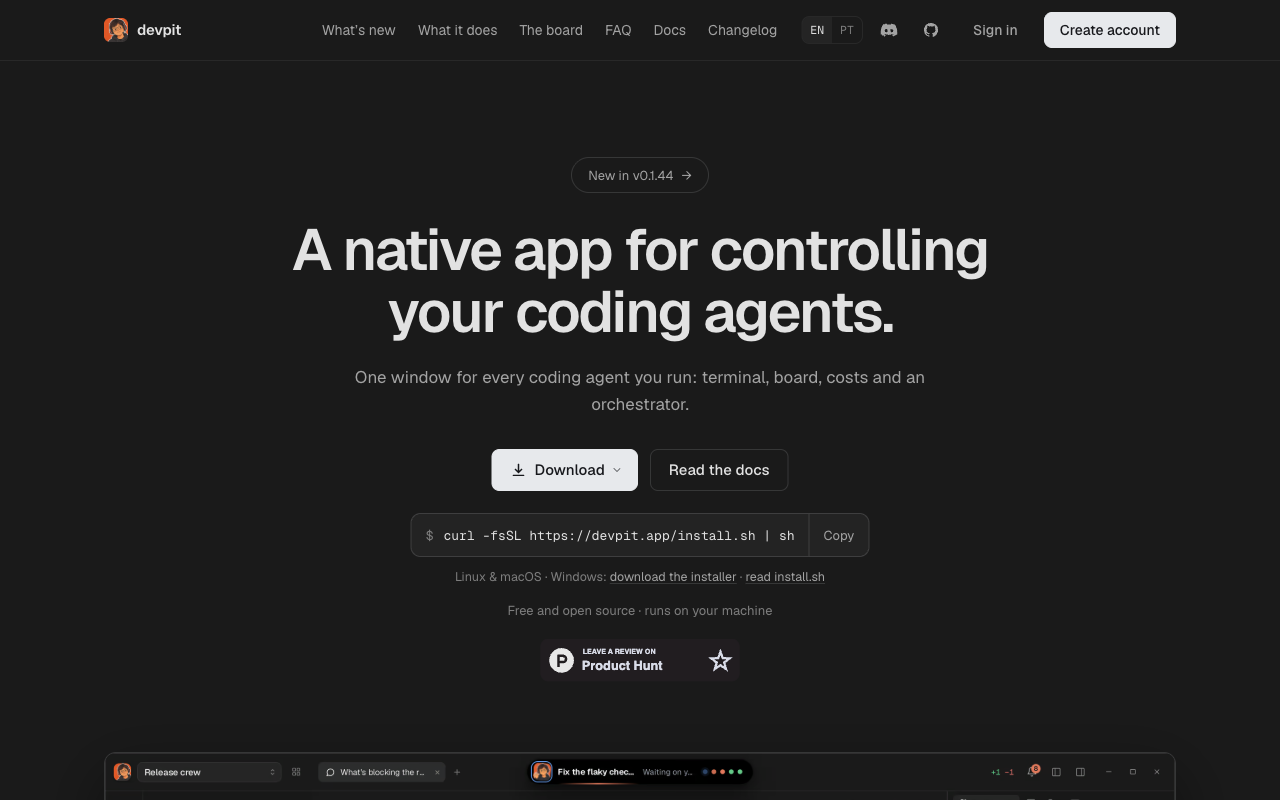 devpit
What's new
What it does
The board
FAQ
Docs
Changelog
EN
PT
Sign in
Create account
New in v0.1.44 →
A native app for controlling
your coding agents.
One window for every coding agent you run: terminal, board, costs and an
orchestrator.
Download
Read the docs
$ curl -fsSL https://devpit.app/install.sh | sh
Copy
Linux & macOS · Windows: download the installer · read install.sh
Free and open source · runs on your machine
LEAVE A REVIEW ON
P
Product Hunt
Release crew
What's blocking the r...
Fix the flaky chec...
Waiting on y...
+1 −1